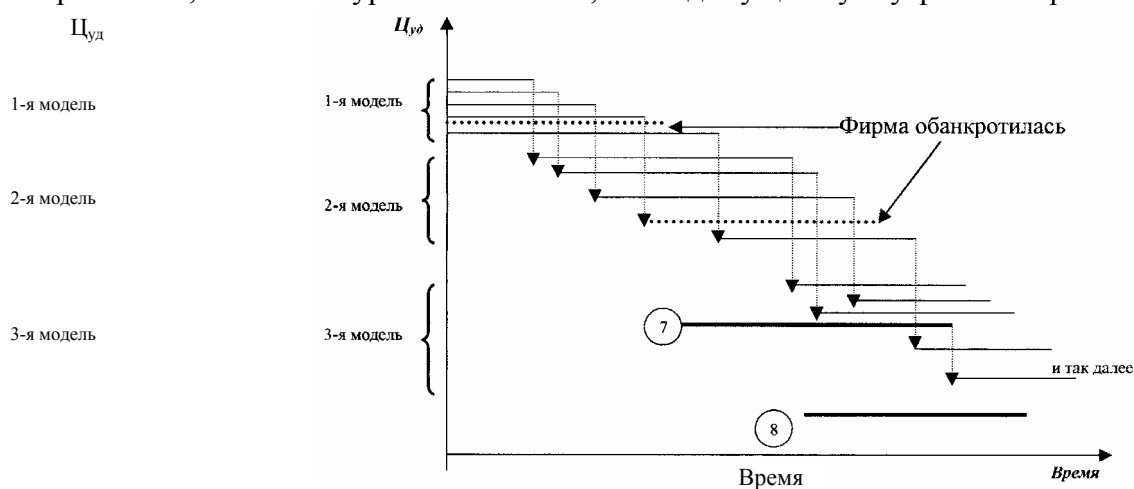 Цуд
Цуд
1-я модель
1-я модель
Фирма обанкротилась
2-я модель
2-я модель
3-я модель
3-я модель
7
и так далее
8
Время
Время